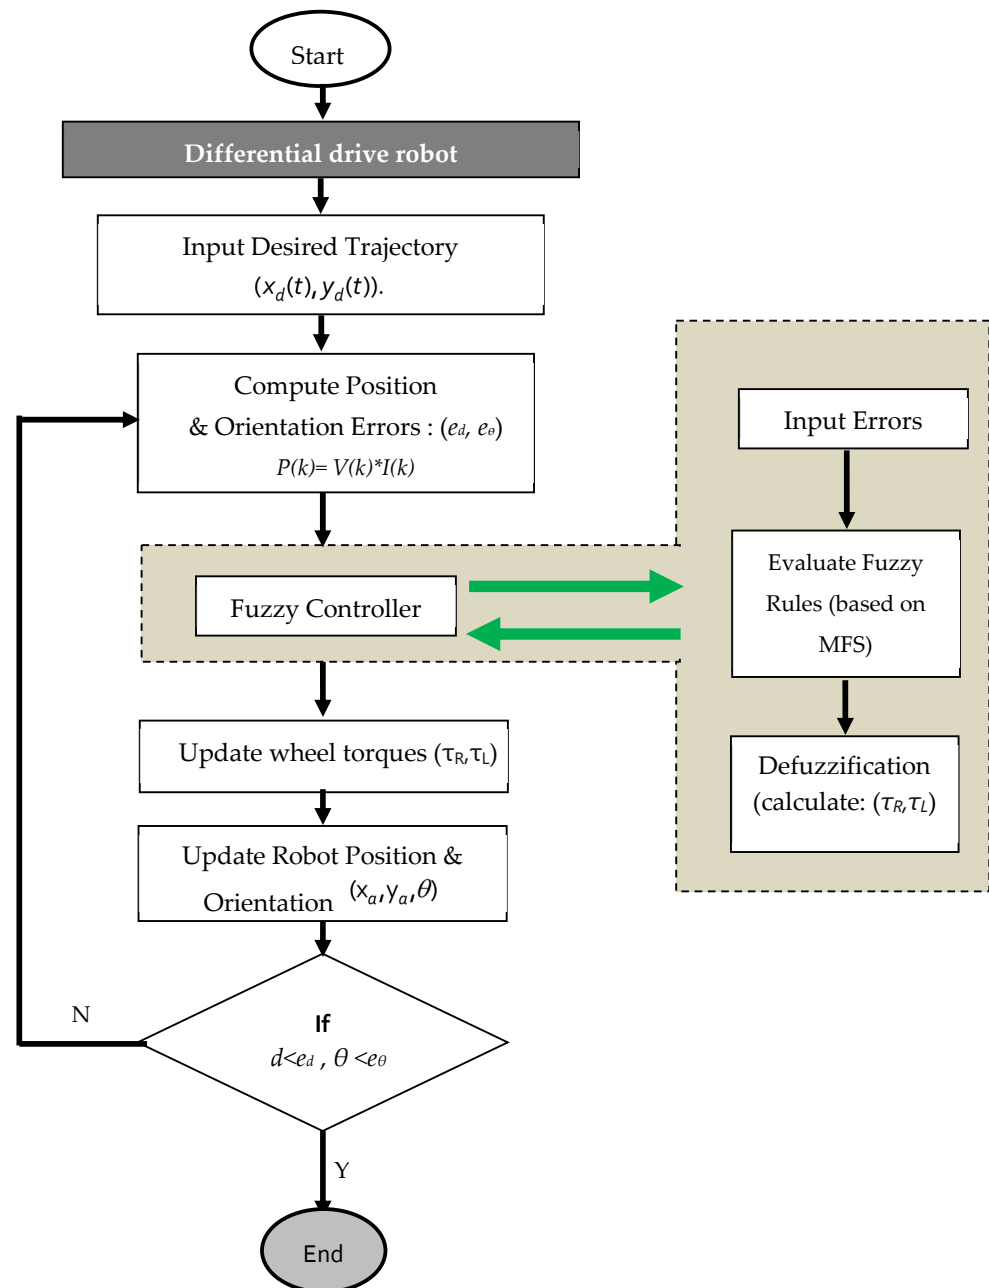 Start
Differential drive robot
Input Desired Trajectory
(x_d(t), y_d(t)).
Compute Position
& Orientation Errors : (e_d, e_θ)
P(k)= V(k)*I(k)
Fuzzy Controller
Update wheel torques (τ_R,τ_L)
Update Robot Position &
Orientation (x_a,y_a,θ)
If
d<e_d , θ <e_θ
N
Y
End
Input Errors
Evaluate Fuzzy
Rules (based on
MFS)
Defuzzification
(calculate: (τ_R,τ_L)